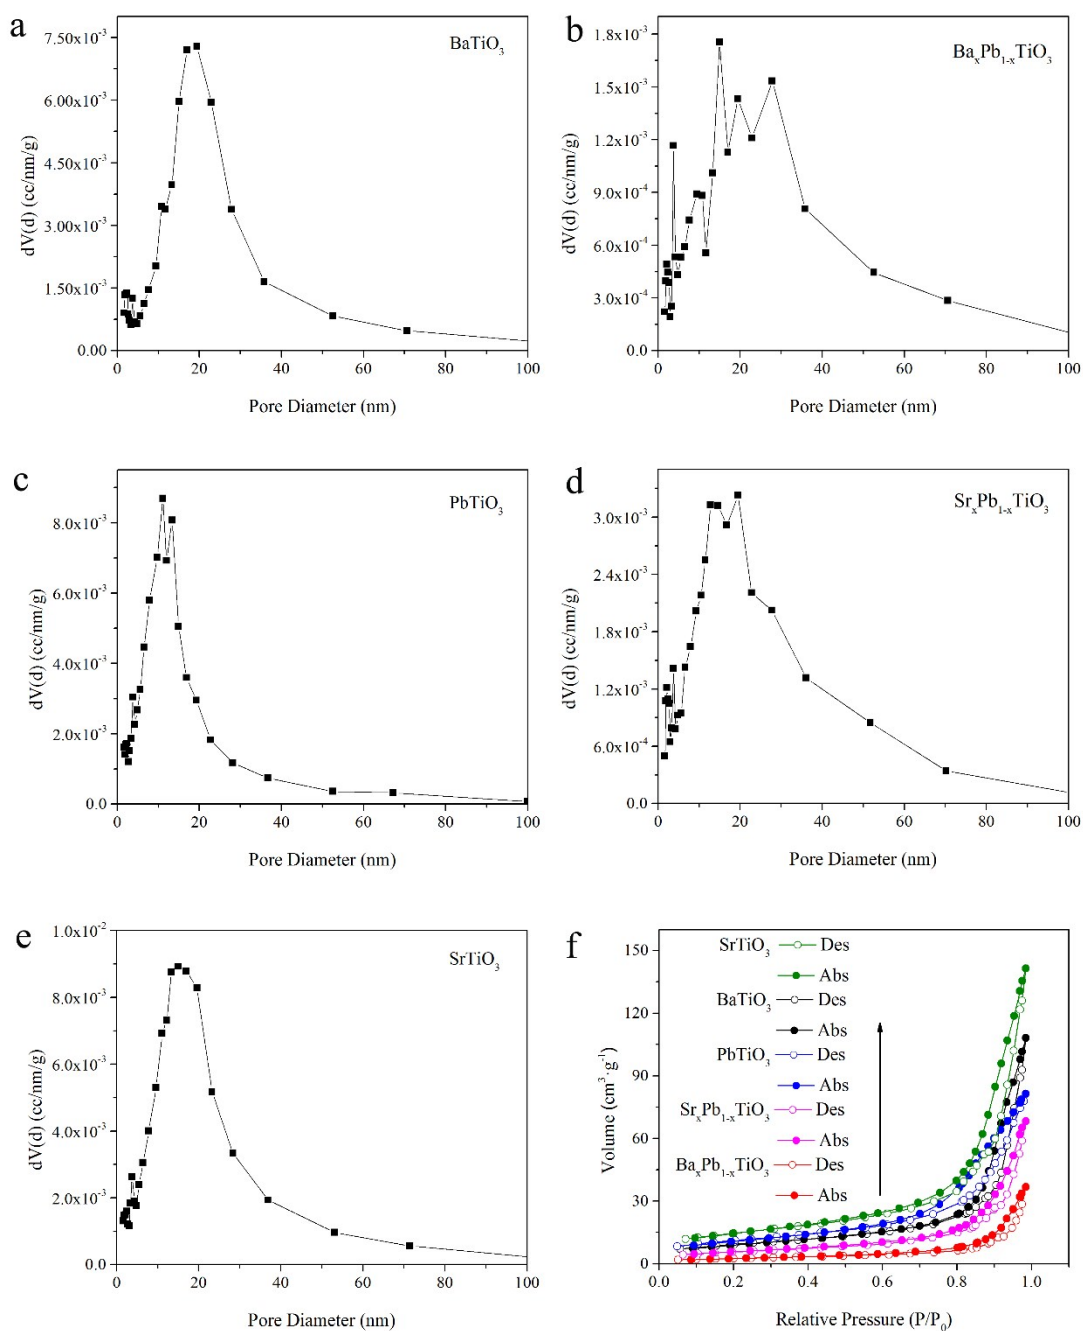 a
BaTiO3
7.50x10-3
6.00x10-3
4.50x10-3
3.00x10-3
1.50x10-3
0.00
dV(d) (cc/nm/g)
0 20 40 60 80 100
Pore Diameter (nm)
b
BaxPb1-xTiO3
1.8x10-3
1.5x10-3
1.2x10-3
9.0x10-4
6.0x10-4
3.0x10-4
0.0
dV(d) (cc/nm/g)
0 20 40 60 80 100
Pore Diameter (nm)
c
PbTiO3
8.0x10-3
6.0x10-3
4.0x10-3
2.0x10-3
0.0
dV(d) (cc/nm/g)
0 20 40 60 80 100
Pore Diameter (nm)
d
SrxPb1-xTiO3
3.0x10-3
2.4x10-3
1.8x10-3
1.2x10-3
6.0x10-4
0.0
dV(d) (cc/nm/g)
0 20 40 60 80 100
Pore Diameter (nm)
e
SrTiO3
1.0x10-2
8.0x10-3
6.0x10-3
4.0x10-3
2.0x10-3
0.0
dV(d) (cc/nm/g)
0 20 40 60 80 100
Pore Diameter (nm)
f
SrTiO3 Des
Abs
BaTiO3 Des
Abs
PbTiO3 Des
Abs
SrxPb1-xTiO3 Des
Abs
BaxPb1-xTiO3 Des
Abs
150
120
90
60
30
0
Volume (cm3·g-1)
0.0 0.2 0.4 0.6 0.8 1.0
Relative Pressure (P/P0)